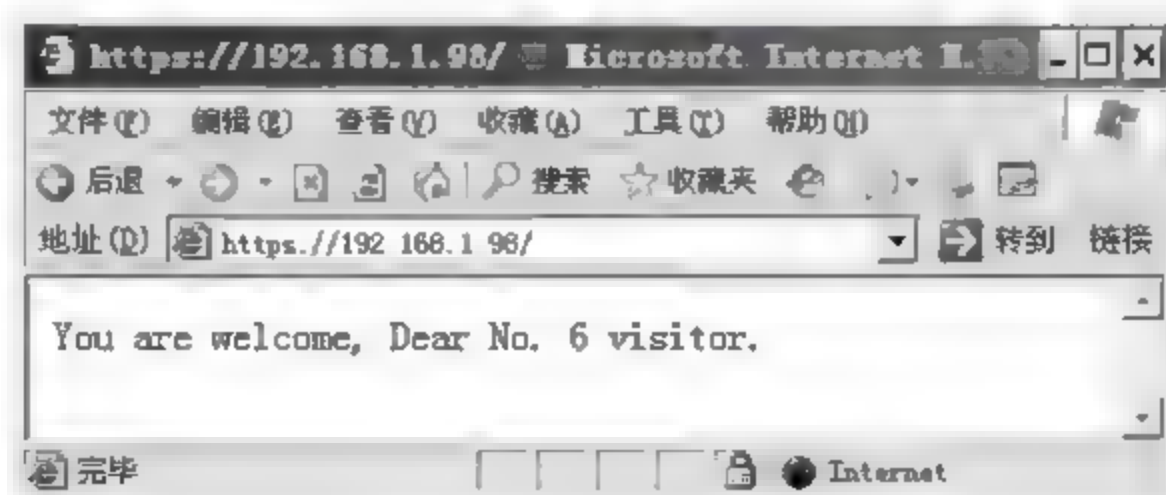 https://192.168.1.98/ - Microsoft Internet E
文件(F) 编辑(E) 查看(V) 收藏(A) 工具(T) 帮助(H)
后退 搜索 收藏夹
地址(D) https://192.168.1.98/ 转到 链接
You are welcome, Dear No. 6 visitor.
完毕 Internet